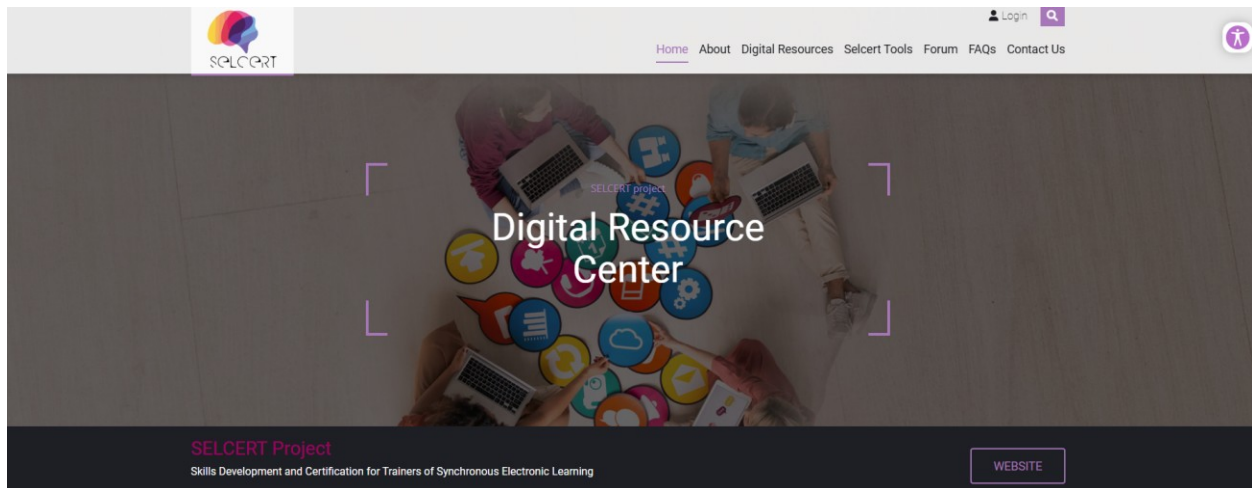 Login
SELCERT
Home About Digital Resources Selcert Tools Forum FAQs Contact Us
SELCERT project
Digital Resource
Center
SELCERT Project
Skills Development and Certification for Trainers of Synchronous Electronic Learning
WEBSITE